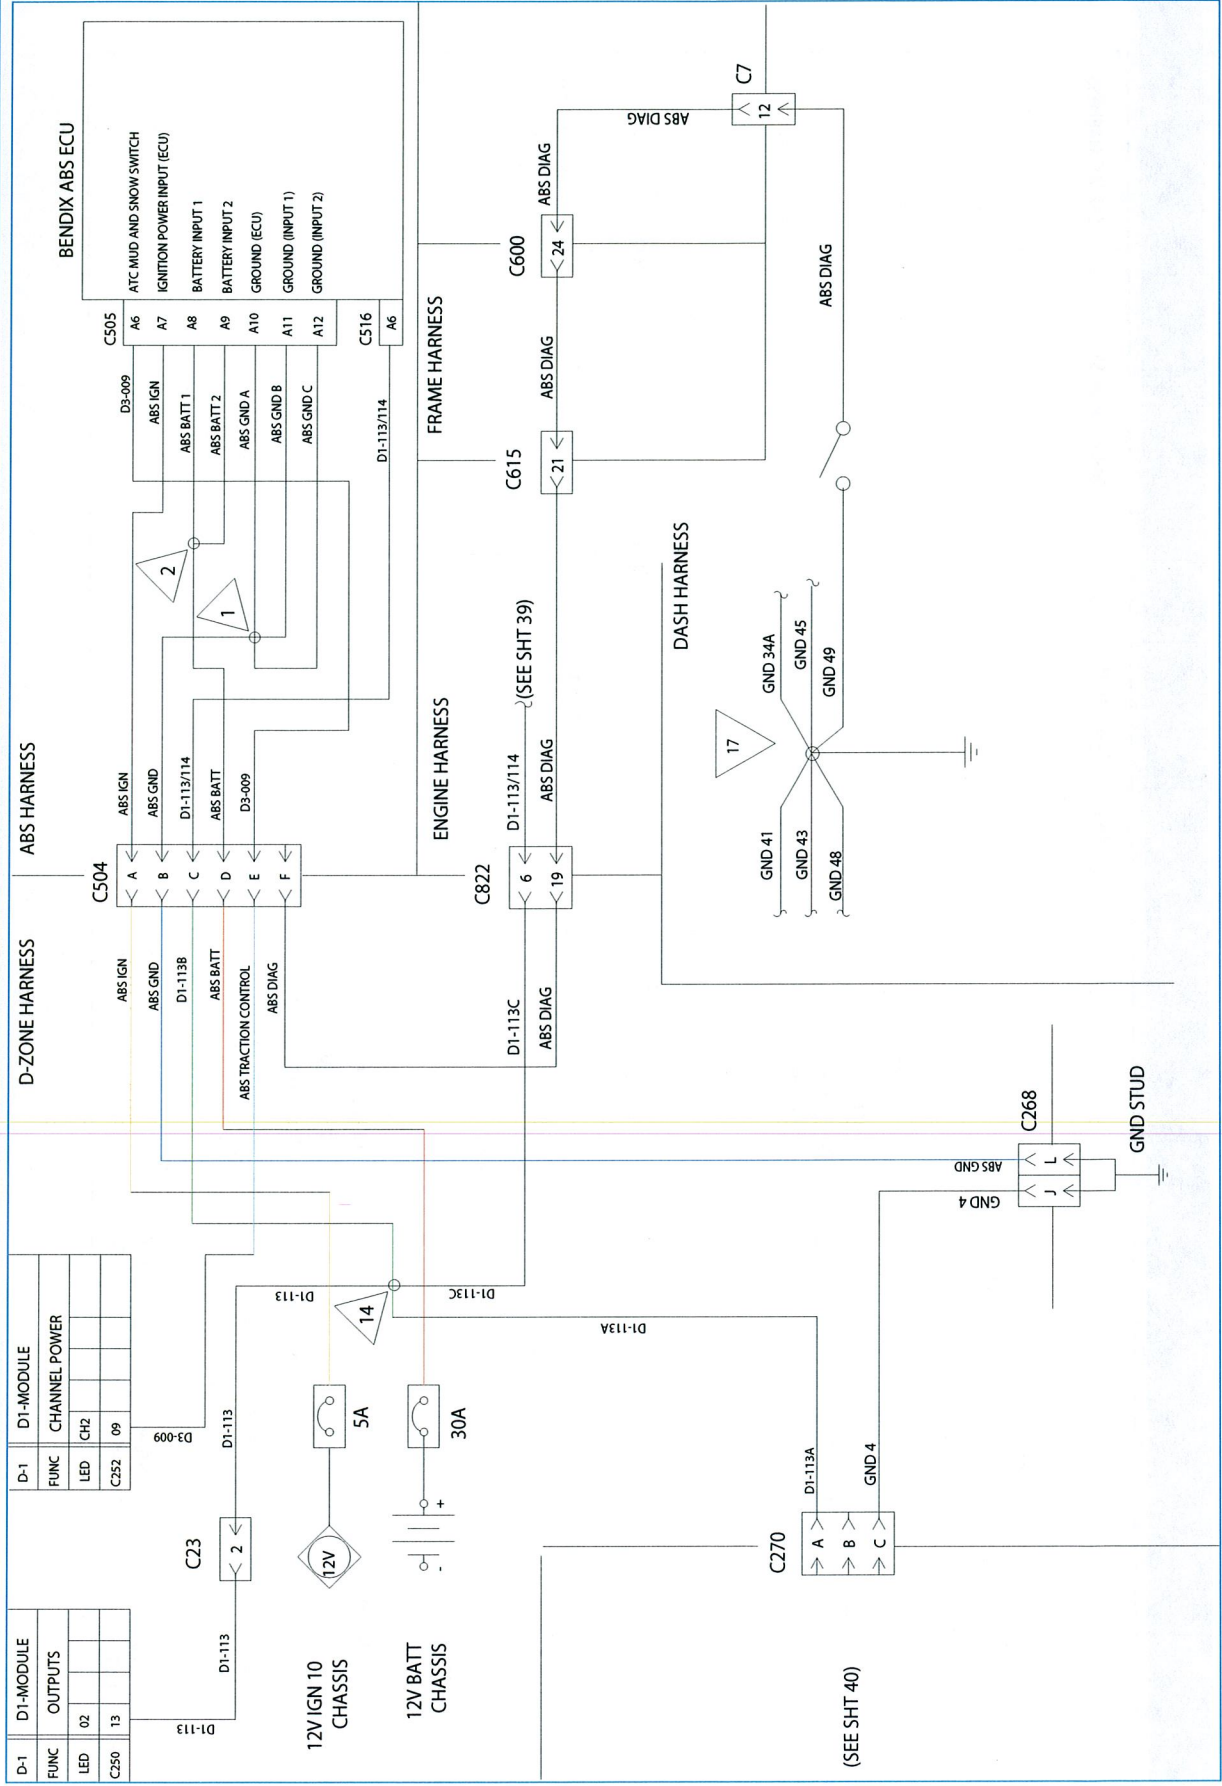 D-1
D1-MODULE
FUNC
OUTPUTS
LED
02
C250
13
D1-113
D1-113
C23
2
D1-113
D1-113
D-1
D1-MODULE
FUNC
CHANNEL POWER
LED
CH2
C252
09
D3-009
12V IGN 10
CHASSIS
12V
5A
12V BATT
CHASSIS
-
+
30A
14
D1-113C
D1-113A
(SEE SHT 40)
C270
A
B
C
D1-113A
GND 4
GND 4
ABS GND
C268
J
L
GND STUD
D-ZONE HARNESS
ABS HARNESS
ABS IGN
ABS GND
D1-113B
ABS BATT
ABS TRACTION CONTROL
ABS DIAG
C504
A
B
C
D
E
F
ABS IGN
ABS GND
D1-113/114
ABS BATT
D3-009
D1-113C
ABS DIAG
C822
6
19
D1-113/114
(SEE SHT 39)
ABS DIAG
ENGINE HARNESS
FRAME HARNESS
DASH HARNESS
1
2
D3-009
ABS IGN
ABS BATT 1
ABS BATT 2
ABS GND A
ABS GND B
ABS GND C
D1-113/114
BENDIX ABS ECU
C505
A6
ATC MUD AND SNOW SWITCH
A7
IGNITION POWER INPUT (ECU)
A8
BATTERY INPUT 1
A9
BATTERY INPUT 2
A10
GROUND (ECU)
A11
GROUND (INPUT 1)
A12
GROUND (INPUT 2)
C516
A6
C615
21
ABS DIAG
C600
24
ABS DIAG
ABS DIAG
C7
12
ABS DIAG
17
GND 41
GND 43
GND 48
GND 34A
GND 45
GND 49